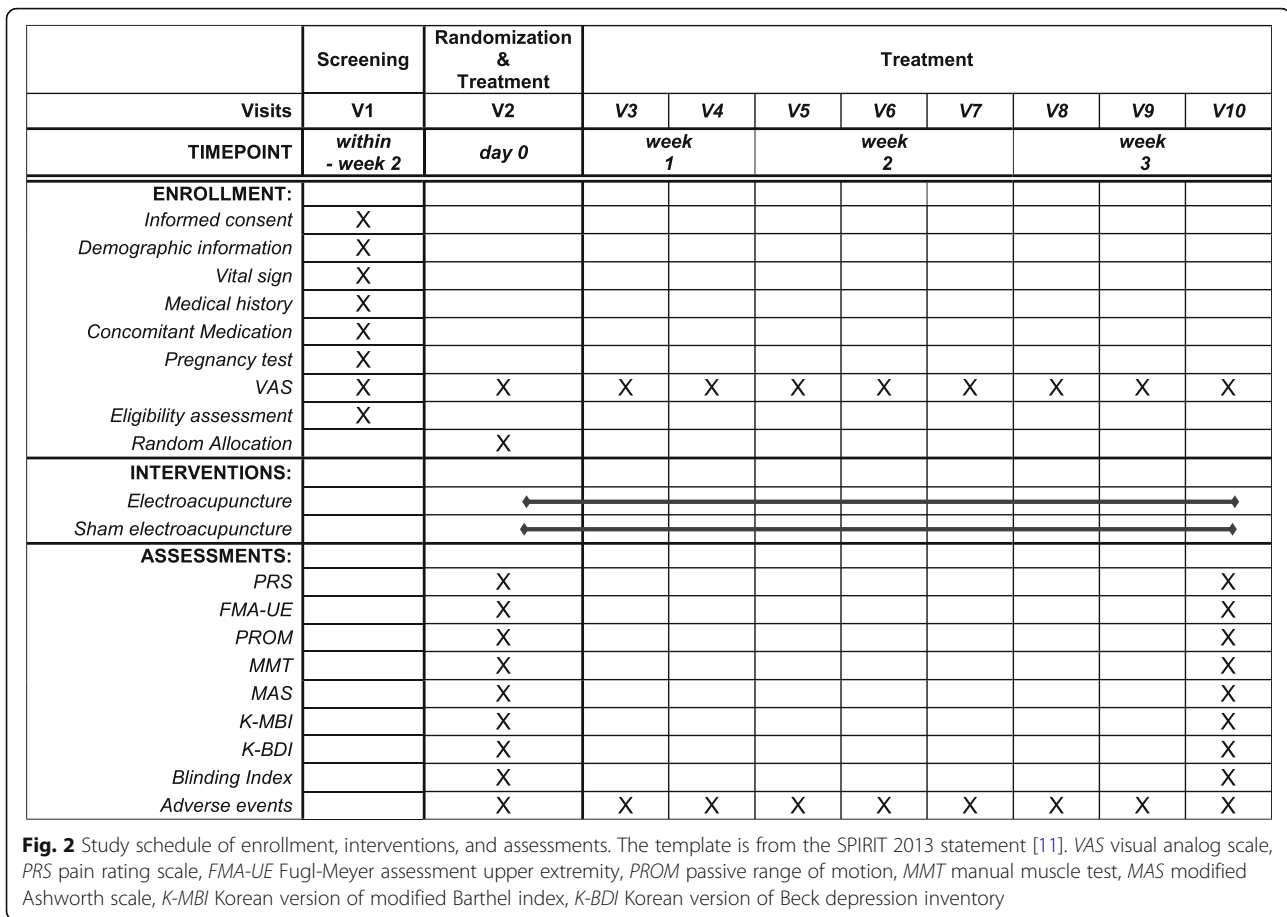 Screening Randomization & Treatment Treatment
Visits V1 V2 V3 V4 V5 V6 V7 V8 V9 V10
TIMEPOINT within - week 2 day 0 week 1 week 2 week 3
ENROLLMENT:
Informed consent X
Demographic information X
Vital sign X
Medical history X
Concomitant Medication X
Pregnancy test X
VAS X X X X X X X X X X
Eligibility assessment X
Random Allocation X
INTERVENTIONS:
Electroacupuncture
Sham electroacupuncture
ASSESSMENTS:
PRS X X
FMA-UE X X
PROM X X
MMT X X
MAS X X
K-MBI X X
K-BDI X X
Blinding Index X X
Adverse events X X X X X X X X X
Fig. 2 Study schedule of enrollment, interventions, and assessments. The template is from the SPIRIT 2013 statement [11]. VAS visual analog scale,
PRS pain rating scale, FMA-UE Fugl-Meyer assessment upper extremity, PROM passive range of motion, MMT manual muscle test, MAS modified
Ashworth scale, K-MBI Korean version of modified Barthel index, K-BDI Korean version of Beck depression inventory